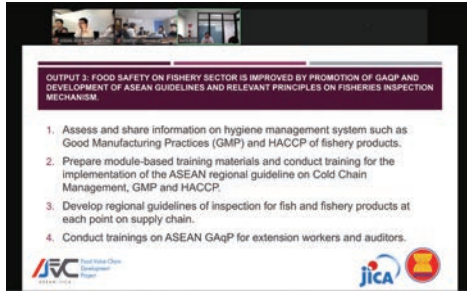 OUTPUT 3: FOOD SAFETY ON FISHERY SECTOR IS IMPROVED BY PROMOTION OF GAQP AND
DEVELOPMENT OF ASEAN GUIDELINES AND RELEVANT PRINCIPLES ON FISHERIES INSPECTION
MECHANISM.
1. Assess and share information on hygiene management system such as
Good Manufacturing Practices (GMP) and HACCP of fishery products.
2. Prepare module-based training materials and conduct training for the
implementation of the ASEAN regional guideline on Cold Chain
Management, GMP and HACCP.
3. Develop regional guidelines of inspection for fish and fishery products at
each point on supply chain.
4. Conduct trainings on ASEAN GAqP for extension workers and auditors.
Food Value Chain
Development
Project
ASEAN-JICA
jica